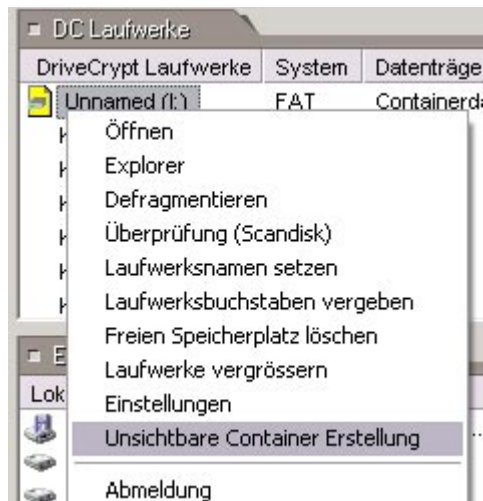 DC Laufwerke
DriveCrypt Laufwerke System Datenträge
Unnamed (I:) FAT Containerda
Öffnen
Explorer
Defragmentieren
Überprüfung (Scandisk)
Laufwerksnamen setzen
Laufwerksbuchstaben vergeben
Freien Speicherplatz löschen
Laufwerke vergrössern
Einstellungen
Lok
Unsichtbare Container Erstellung
Abmeldung